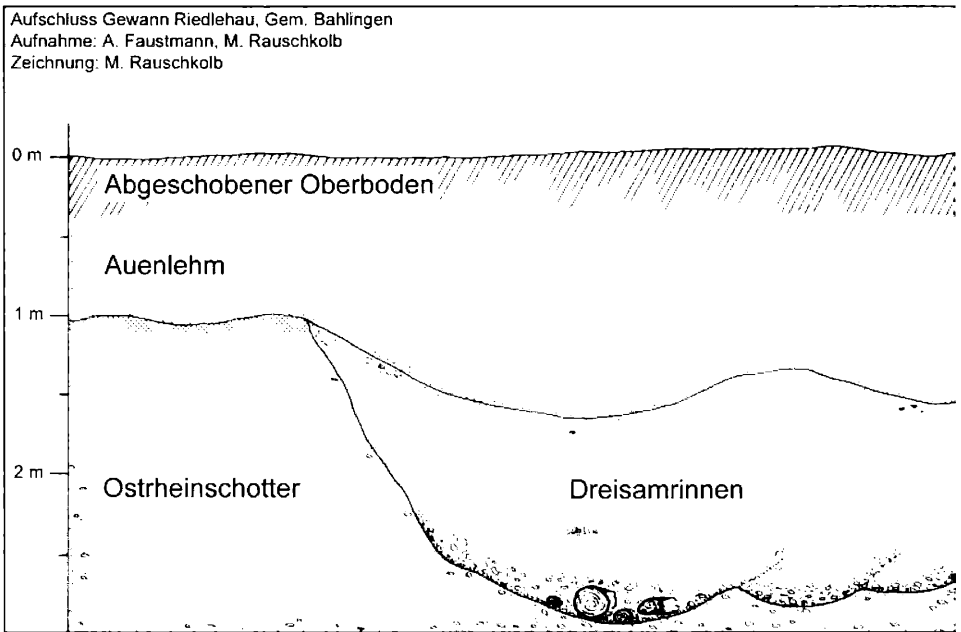 Aufschluss Gewann Riedlehau, Gem. Bahlingen
Aufnahme: A. Faustmann, M. Rauschkolb
Zeichnung: M. Rauschkolb
0 m
Abgeschobener Oberboden
Auenlehm
1 m
2 m
Ostrheinschotter
Dreisamrinnen